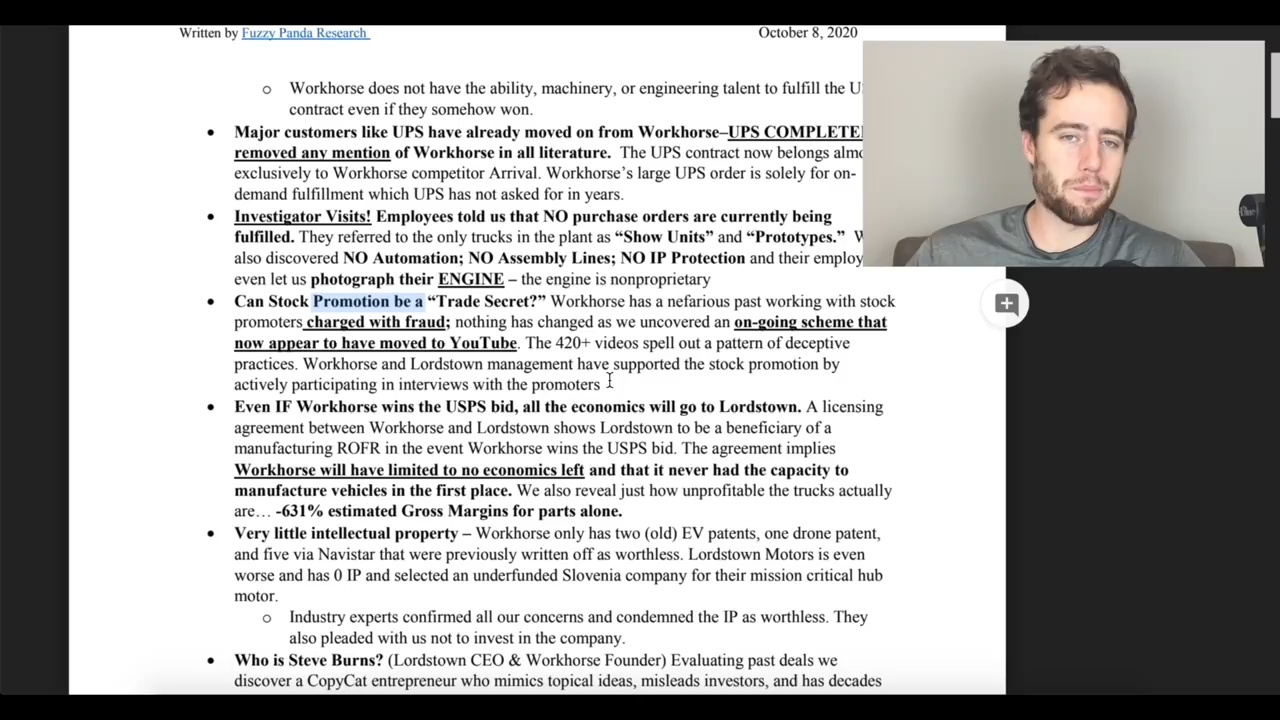 Written by Fuzzy Panda Research
October 8, 2020
o Workhorse does not have the ability, machinery, or engineering talent to fulfill the
contract even if they somehow won.
• Major customers like UPS have already moved on from Workhorse–UPS
removed any mention of Workhorse in all literature. The UPS contract now belongs
exclusively to Workhorse competitor Arrival. Workhorse’s large UPS order is solely for on-
demand fulfillment which UPS has not asked for in years.
• Investigator Visits! Employees told us that NO purchase orders are currently being
fulfilled. They referred to the only trucks in the plant as “Show Units” and “Prototypes.”
also discovered NO Automation; NO Assembly Lines; NO IP Protection and their
even let us photograph their ENGINE – the engine is nonproprietary
• Can Stock Promotion be a “Trade Secret?” Workhorse has a nefarious past working with stock
promoters charged with fraud; nothing has changed as we uncovered an on-going scheme that
now appear to have moved to YouTube. The 420+ videos spell out a pattern of deceptive
practices. Workhorse and Lordstown management have supported the stock promotion by
actively participating in interviews with the promoters
• Even IF Workhorse wins the USPS bid, all the economics will go to Lordstown. A licensing
agreement between Workhorse and Lordstown shows Lordstown to be a beneficiary of a
manufacturing ROFR in the event Workhorse wins the USPS bid. The agreement implies
Workhorse will have limited to no economics left and that it never had the capacity to
manufacture vehicles in the first place. We also reveal just how unprofitable the trucks actually
are… -631% estimated Gross Margins for parts alone.
• Very little intellectual property – Workhorse only has two (old) EV patents, one drone patent,
and five via Navistar that were previously written off as worthless. Lordstown Motors is even
worse and has 0 IP and selected an underfunded Slovenia company for their mission critical hub
motor.
o Industry experts confirmed all our concerns and condemned the IP as worthless. They
also pleaded with us not to invest in the company.
• Who is Steve Burns? (Lordstown CEO & Workhorse Founder) Evaluating past deals we
discover a CopyCat entrepreneur who mimics topical ideas, misleads investors, and has decades